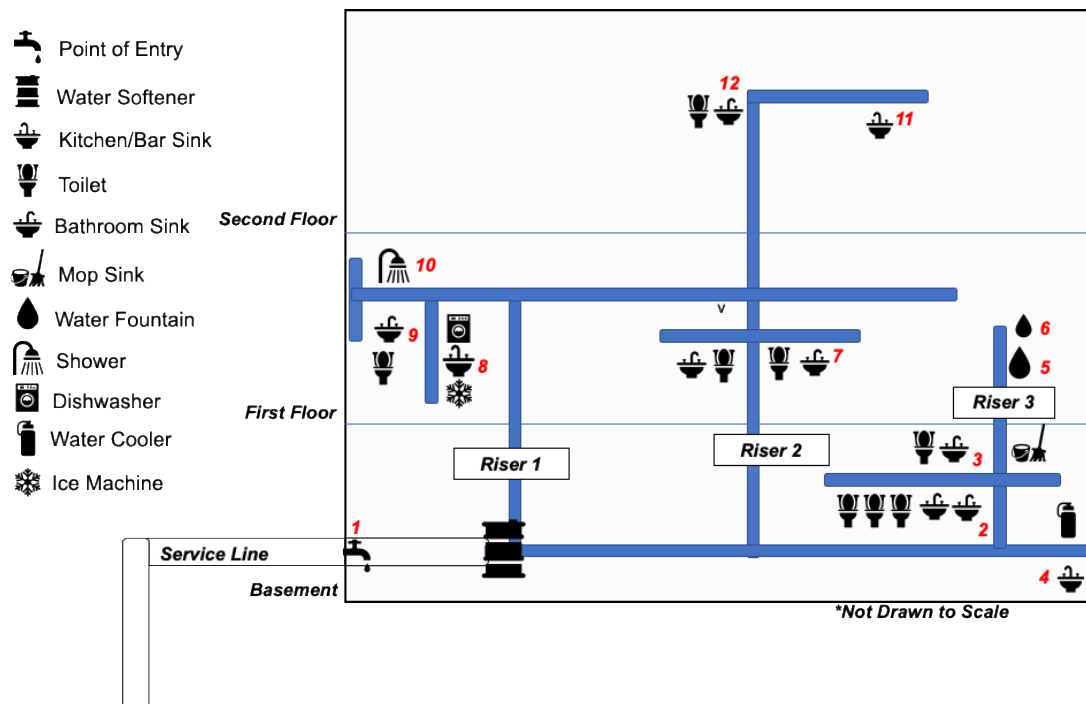 Point of Entry
Water Softener
Kitchen/Bar Sink
Toilet
Bathroom Sink
Mop Sink
Water Fountain
Shower
Dishwasher
Water Cooler
Ice Machine
12
11
Second Floor
10
9
8
v
7
6
5
First Floor
Riser 3
Riser 1
Riser 2
3
2
1
Service Line
4
Basement
*Not Drawn to Scale